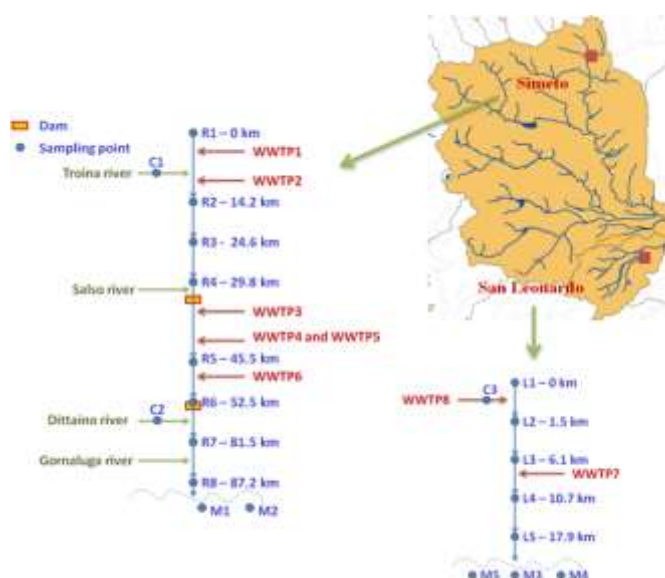 Simeto
San Leonardo
Dam
Sampling point
R1 – 0 km
WWTP1
C1
Troina river
WWTP2
R2 – 14.2 km
R3 - 24.6 km
R4 – 29.8 km
Salso river
WWTP3
WWTP4 and WWTP5
R5 – 45.5 km
WWTP6
R6 – 52.5 km
C2
Dittaino river
R7 – 81.5 km
Gornaluga river
R8 – 87.2 km
M1
M2
L1 – 0 km
C3
WWTP8
L2 – 1.5 km
L3 – 6.1 km
WWTP7
L4 – 10.7 km
L5 – 17.9 km
M5
M3
M4